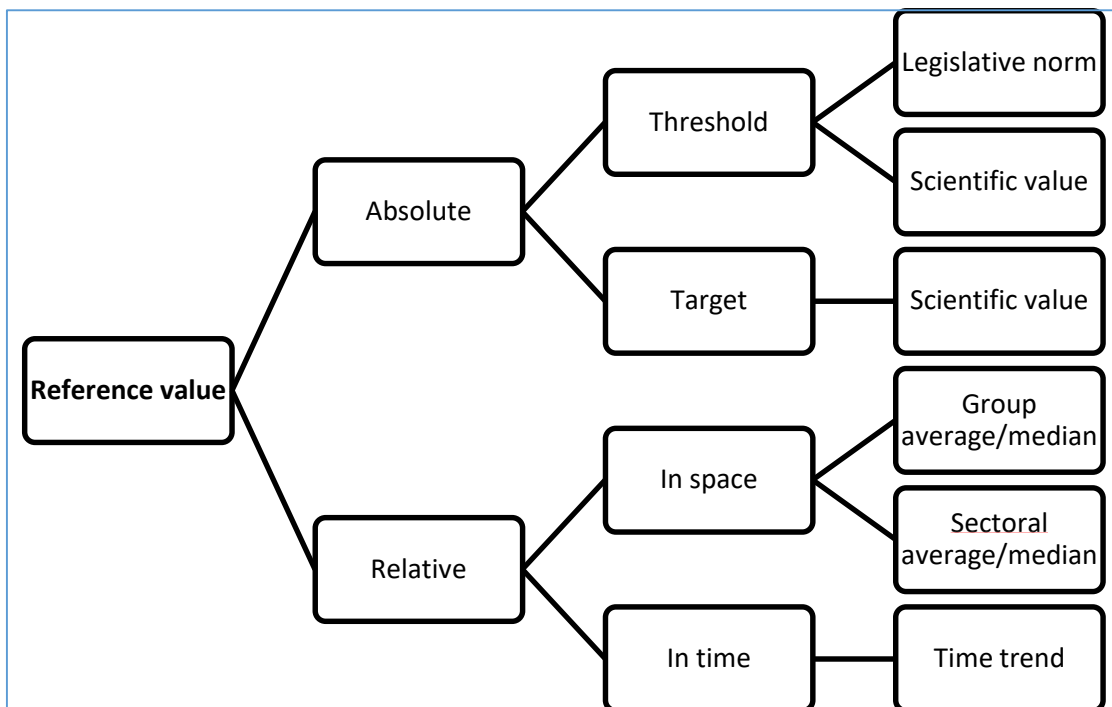 Legislative norm
Threshold
Scientific value
Absolute
Target
Scientific value
Reference value
Group
average/median
In space
Sectoral
average/median
Relative
In time
Time trend